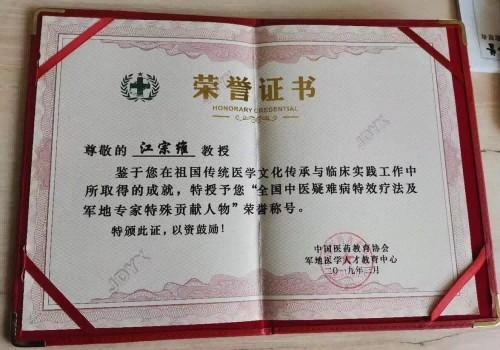 荣誉证书
HONORARY CREDENTIAL
尊敬的 江宗维 教授
鉴于您在祖国传统医学文化传承与临床实践工作中
所取得的成就，特授予您“全国中医疑难病特效疗法及
军地专家特殊贡献人物”荣誉称号。
特颁此证，以资鼓励！
中国医药教育协会
军地医学人才教育中心
二〇一九年三月
JDYX
JDYX
JDYX